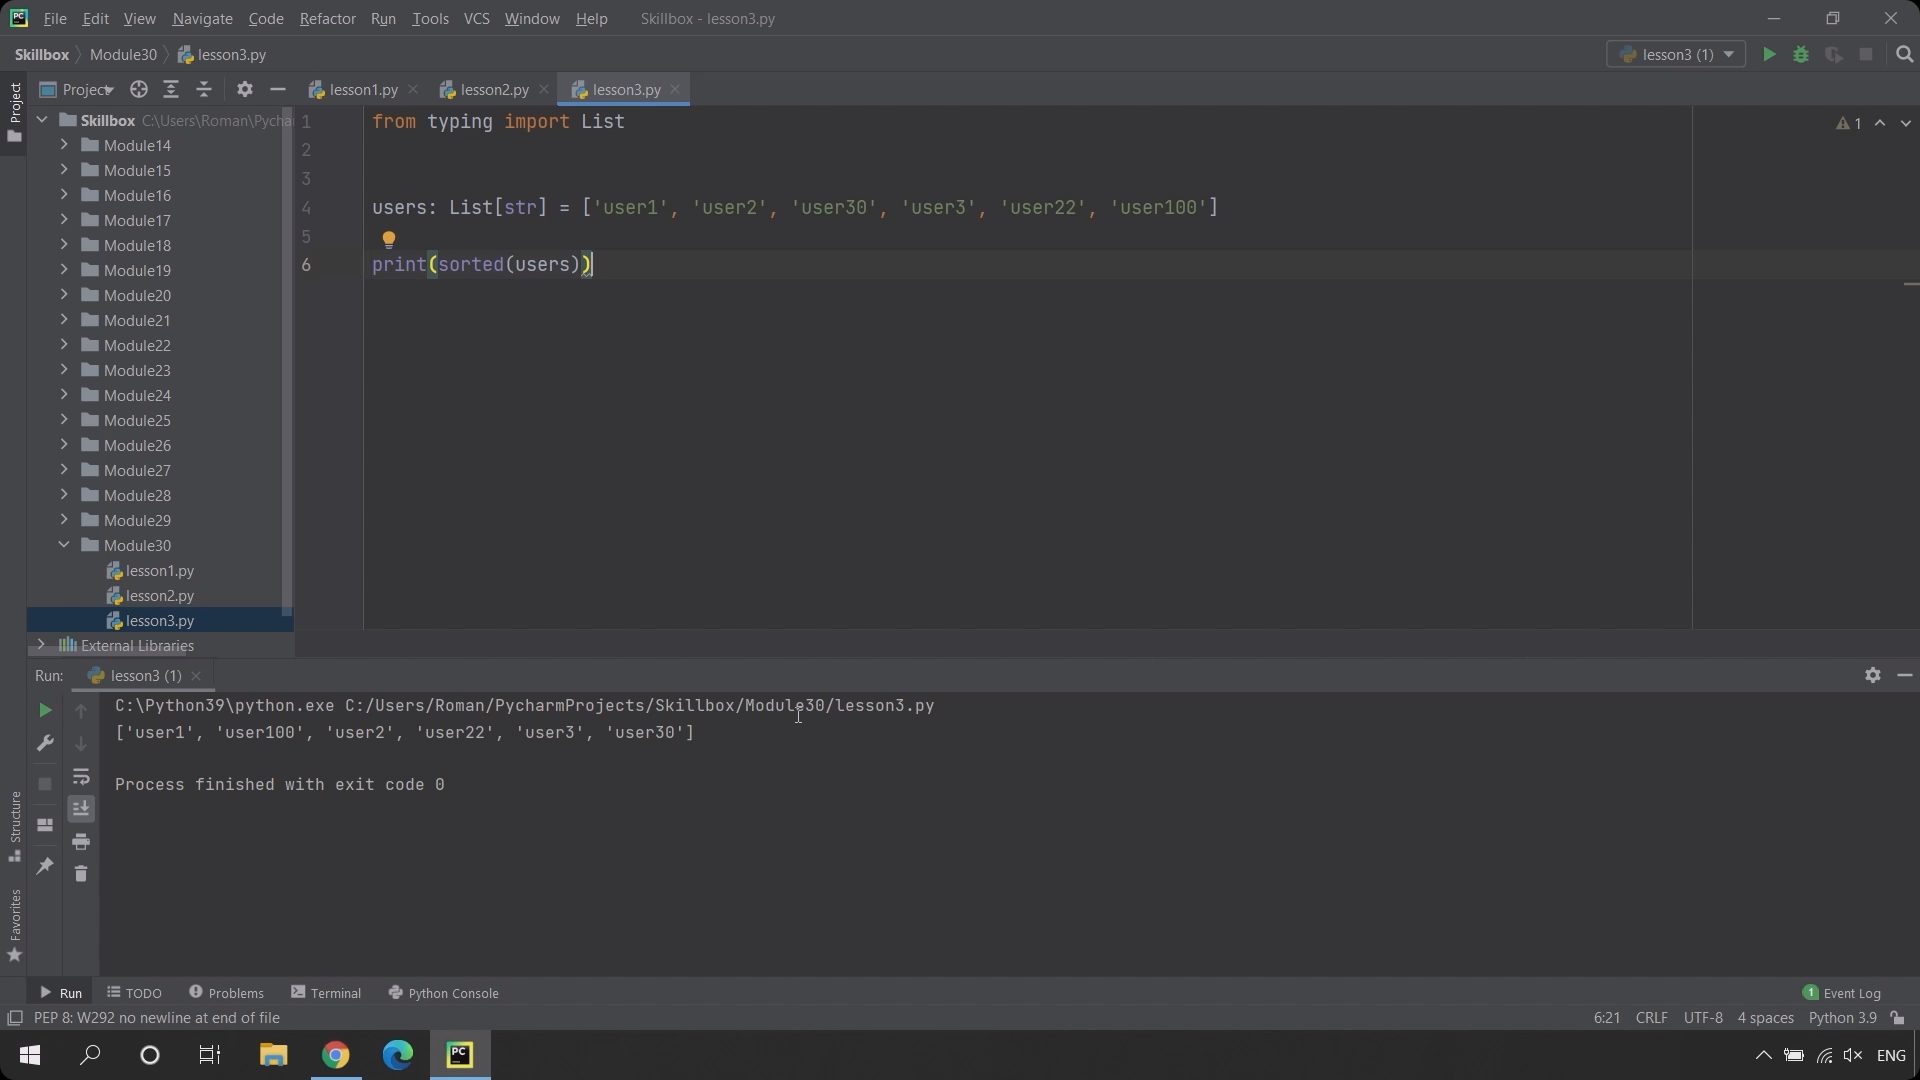 File Edit View Navigate Code Refactor Run Tools VCS Window Help Skillbox - lesson3.py
Skillbox Module30 lesson3.py lesson3 (1)
Project lesson1.py lesson2.py lesson3.py
Project
Skillbox C:\Users\Roman\Pycha
Module14
Module15
Module16
Module17
Module18
Module19
Module20
Module21
Module22
Module23
Module24
Module25
Module26
Module27
Module28
Module29
Module30
lesson1.py
lesson2.py
lesson3.py
External Libraries
1 from typing import List
2
3
4 users: List[str] = ['user1', 'user2', 'user30', 'user3', 'user22', 'user100']
5
6 print(sorted(users))
1
Run: lesson3 (1)
C:\Python39\python.exe C:/Users/Roman/PycharmProjects/Skillbox/Module30/lesson3.py
['user1', 'user100', 'user2', 'user22', 'user3', 'user30']
Process finished with exit code 0
Structure
Favorites
Run TODO Problems Terminal Python Console 1 Event Log
PEP 8: W292 no newline at end of file 6:21 CRLF UTF-8 4 spaces Python 3.9
PC ENG